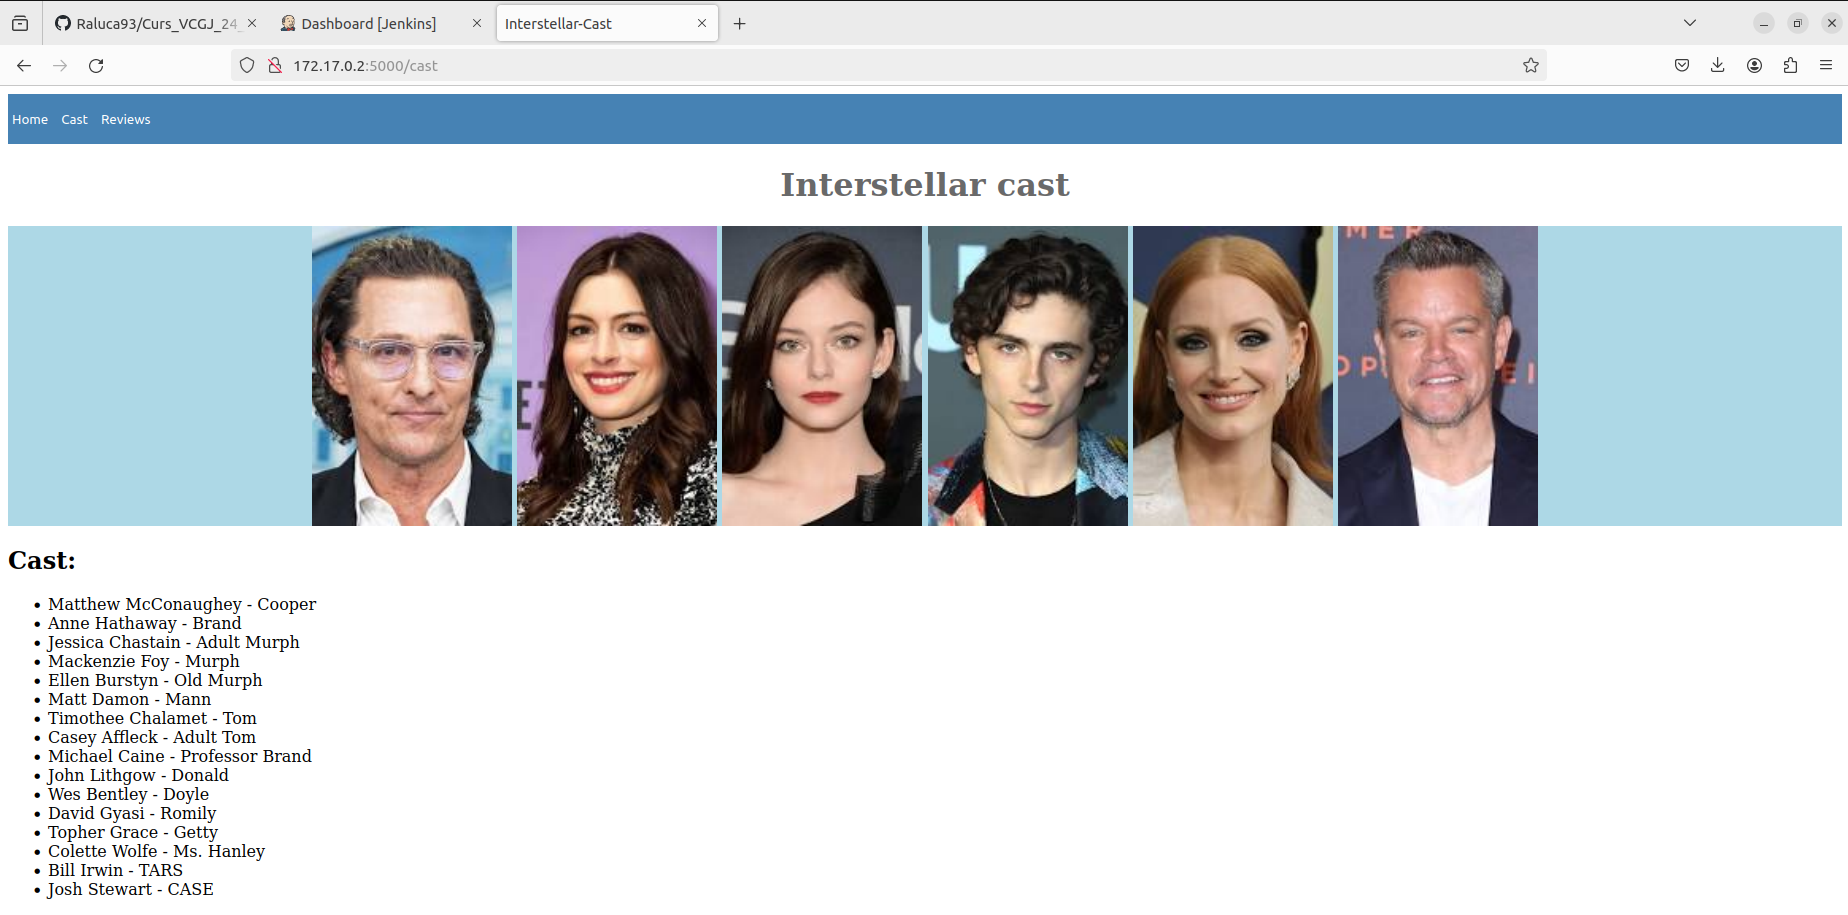 Raluca93/Curs_VCGJ_24_
Dashboard [Jenkins]
Interstellar-Cast
172.17.0.2:5000/cast
Home Cast Reviews
Interstellar cast
MER
Cast:
Matthew McConaughey - Cooper
Anne Hathaway - Brand
Jessica Chastain - Adult Murph
Mackenzie Foy - Murph
Ellen Burstyn - Old Murph
Matt Damon - Mann
Timothee Chalamet - Tom
Casey Affleck - Adult Tom
Michael Caine - Professor Brand
John Lithgow - Donald
Wes Bentley - Doyle
David Gyasi - Romily
Topher Grace - Getty
Colette Wolfe - Ms. Hanley
Bill Irwin - TARS
Josh Stewart - CASE